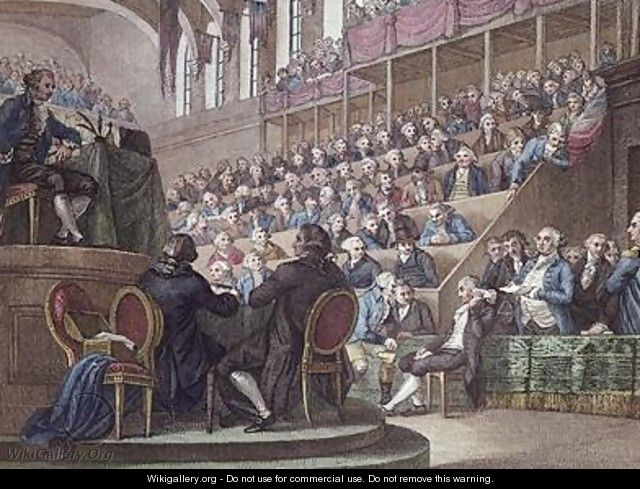 WikiGallery.Org
Wikigallery.org - Do not use for commercial use. Do not remove this warning.